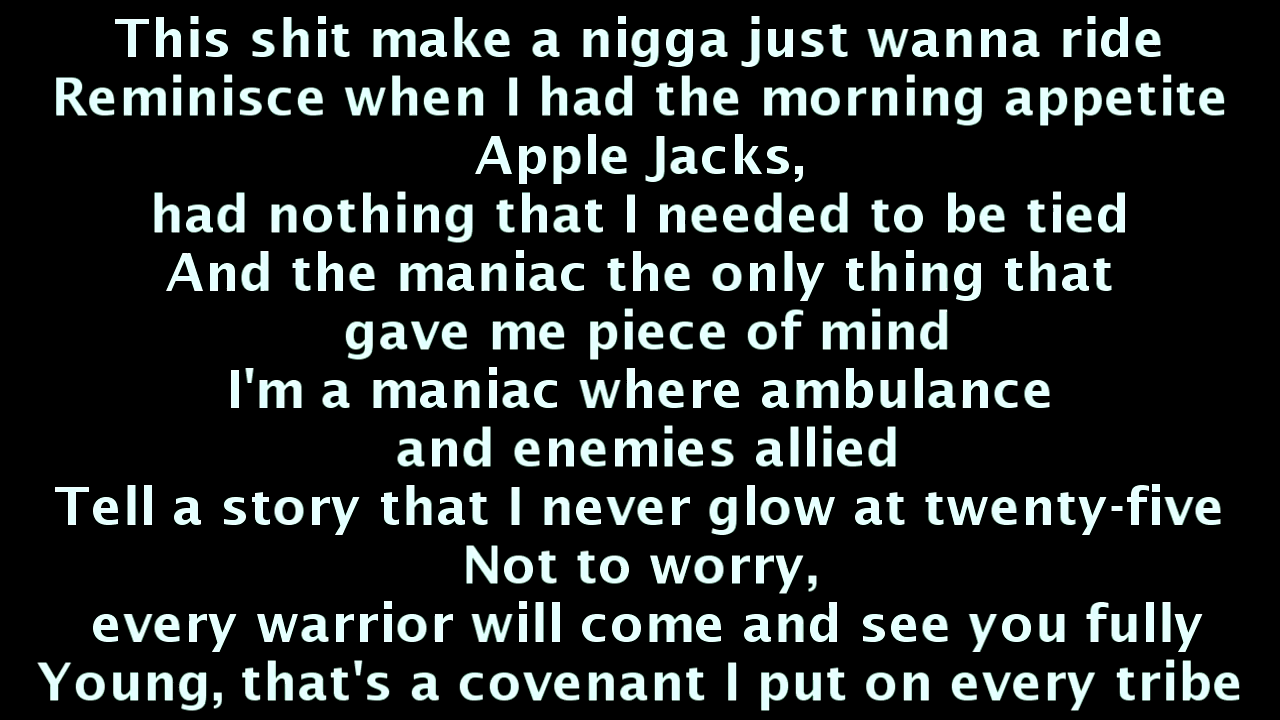 This shit make a nigga just wanna ride
Reminisce when I had the morning appetite
Apple Jacks,
had nothing that I needed to be tied
And the maniac the only thing that
gave me piece of mind
I'm a maniac where ambulance
and enemies allied
Tell a story that I never glow at twenty-five
Not to worry,
every warrior will come and see you fully
Young, that's a covenant I put on every tribe